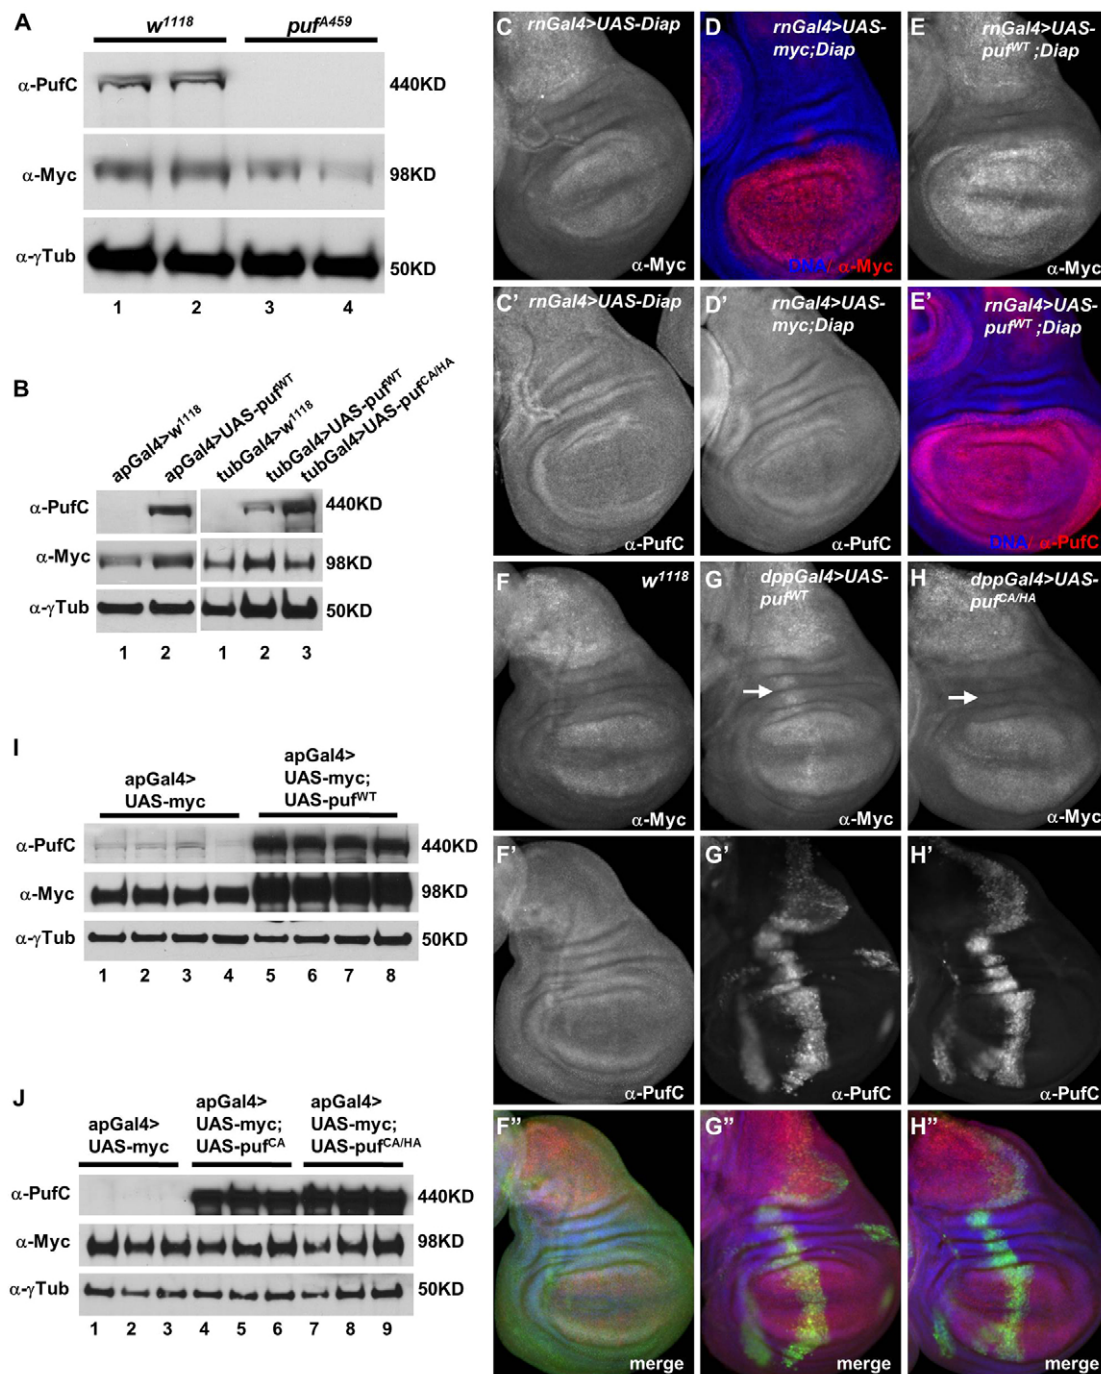 A
w1118 pufA459
α-PufC 440KD
α-Myc 98KD
α-γTub 50KD
1 2 3 4
B
apGal4>w1118
apGal4>UAS-pufWT
tubGal4>w1118
tubGal4>UAS-pufWT
tubGal4>UAS-pufCA/HA
α-PufC 440KD
α-Myc 98KD
α-γTub 50KD
1 2 1 2 3
I
apGal4>
UAS-myc
apGal4>
UAS-myc;
UAS-pufWT
α-PufC 440KD
α-Myc 98KD
α-γTub 50KD
1 2 3 4 5 6 7 8
J
apGal4>
UAS-myc
apGal4>
UAS-myc;
UAS-pufCA
apGal4>
UAS-myc;
UAS-pufCA/HA
α-PufC 440KD
α-Myc 98KD
α-γTub 50KD
1 2 3 4 5 6 7 8 9
C rnGal4>UAS-Diap
α-Myc
D rnGal4>UAS-
myc;Diap
DNA/ α-Myc
E rnGal4>UAS-
pufWT ;Diap
α-Myc
C’ rnGal4>UAS-Diap
α-PufC
D’ rnGal4>UAS-
myc;Diap
α-PufC
E’ rnGal4>UAS-
pufWT ;Diap
DNA/ α-PufC
F w1118
α-Myc
G dppGal4>UAS-
pufWT
α-Myc
H dppGal4>UAS-
pufCA/HA
α-Myc
F’
α-PufC
G’
α-PufC
H’
α-PufC
F”
merge
G”
merge
H”
merge